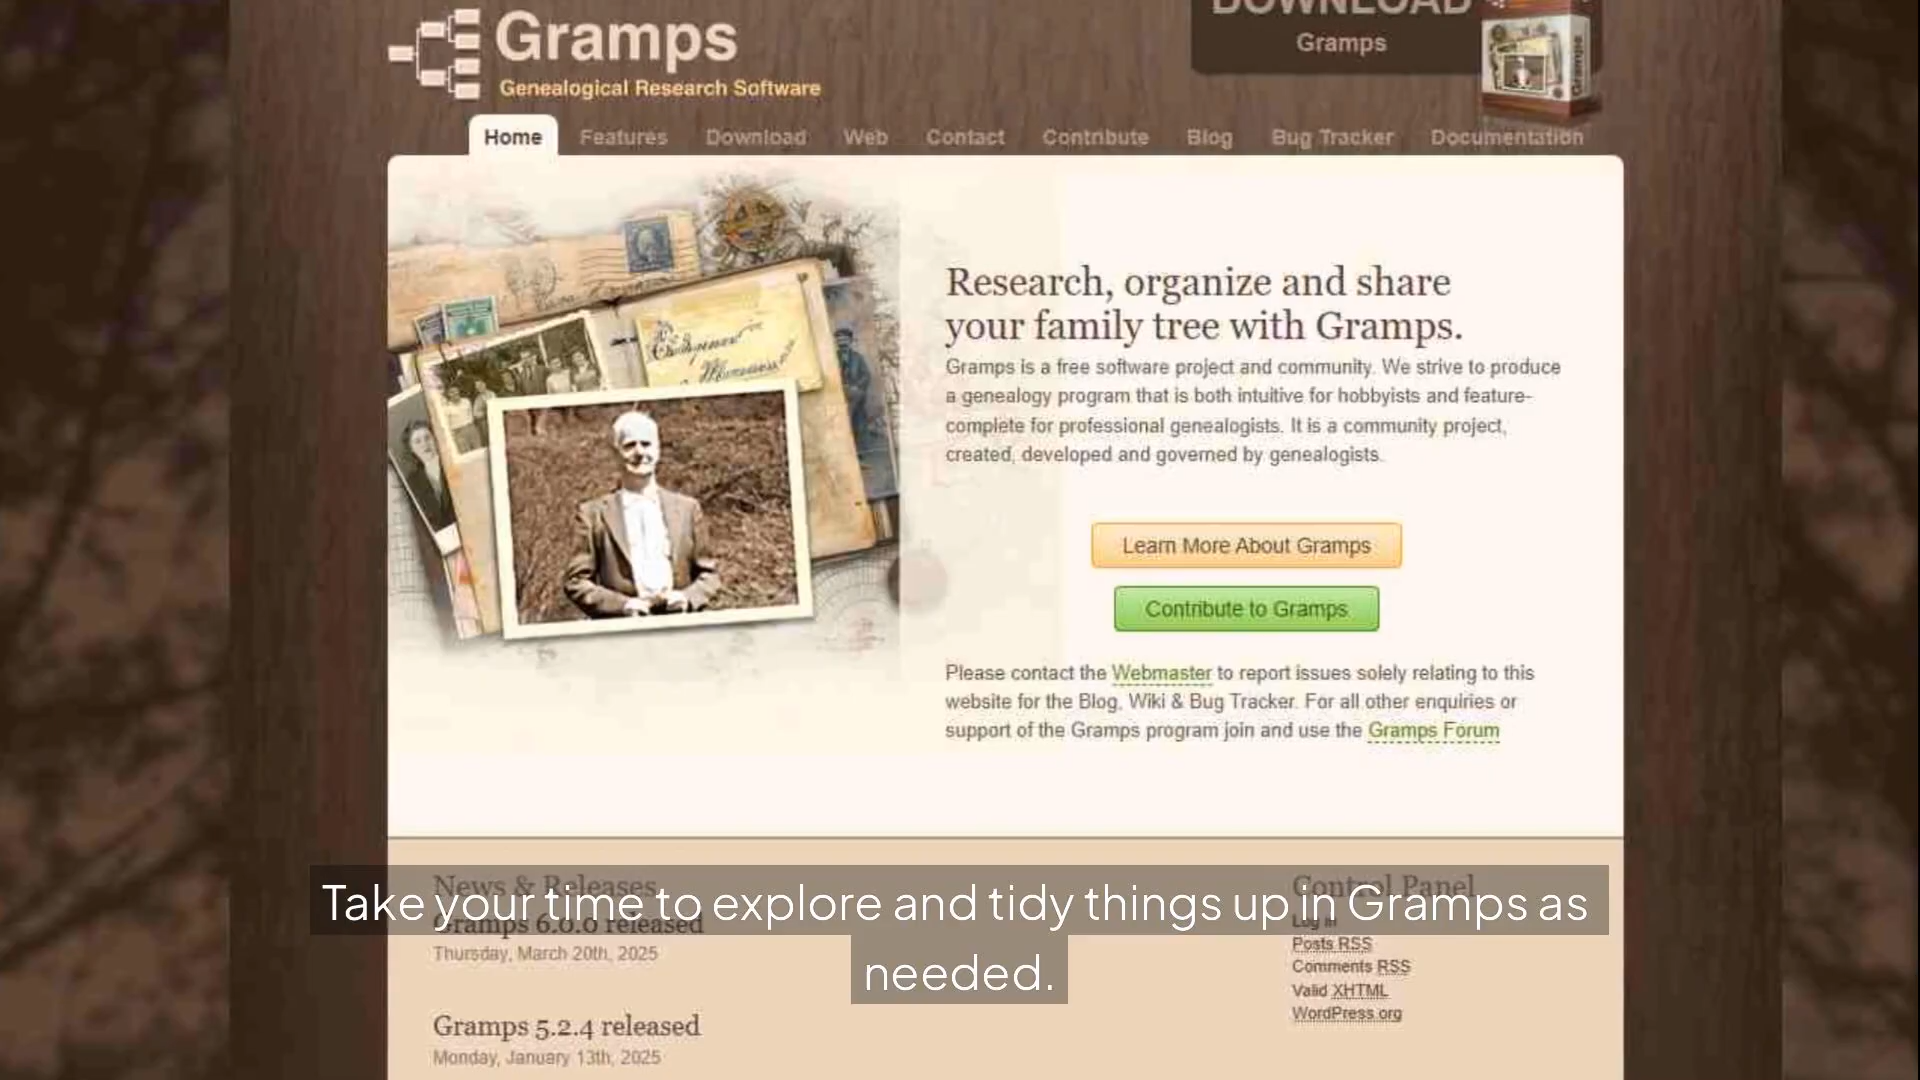 DOWNLOAD
Gramps
Gramps
Genealogical Research Software
Home Features Download Web Contact Contribute Blog Bug Tracker Documentation
Research, organize and share
your family tree with Gramps.
Gramps is a free software project and community. We strive to produce
a genealogy program that is both intuitive for hobbyists and feature-
complete for professional genealogists. It is a community project,
created, developed and governed by genealogists.
Learn More About Gramps
Contribute to Gramps
Please contact the Webmaster to report issues solely relating to this
website for the Blog, Wiki & Bug Tracker. For all other enquiries or
support of the Gramps program join and use the Gramps Forum
News & Releases
Gramps 6.0.0 released
Thursday, March 20th, 2025
Gramps 5.2.4 released
Monday, January 13th, 2025
Control Panel
Log in
Posts RSS
Comments RSS
Valid XHTML
WordPress.org
Take your time to explore and tidy things up in Gramps as
needed.